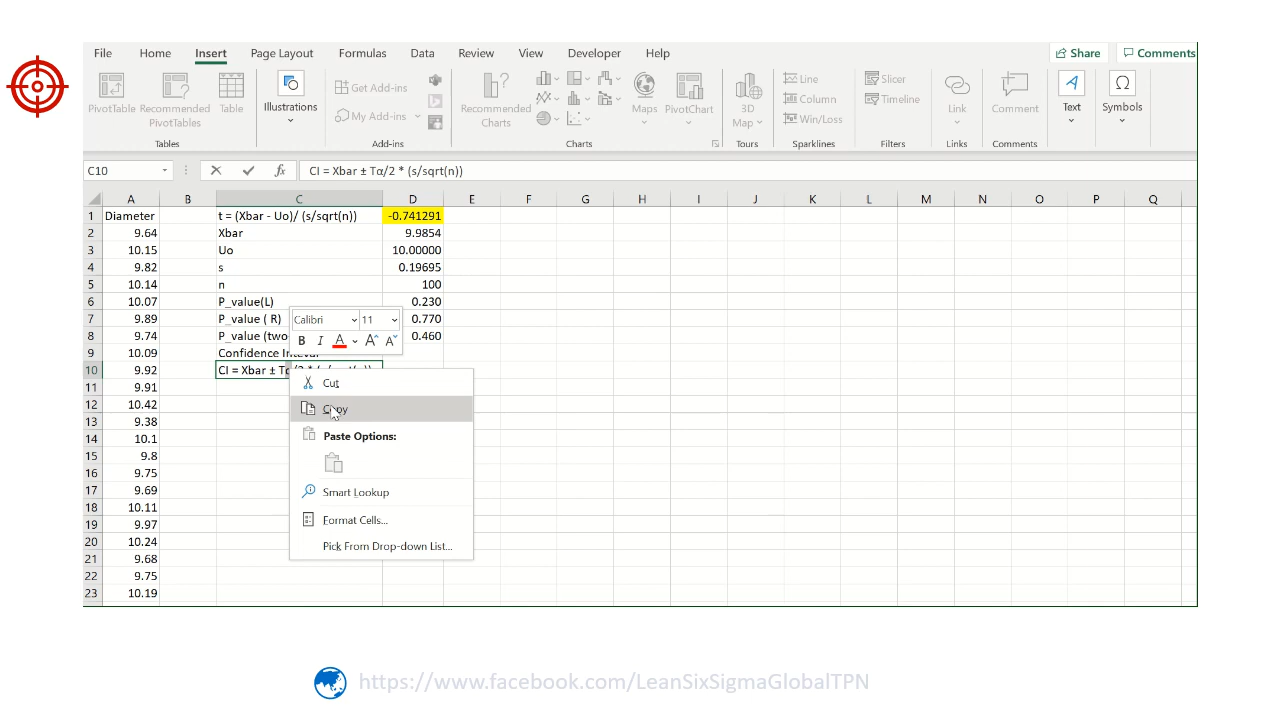 File Home Insert Page Layout Formulas Data Review View Developer Help Share Comments
PivotTable Recommended PivotTables Table
Tables
Illustrations
Get Add-ins
My Add-ins
Add-ins
Recommended Charts
Maps PivotChart
Charts
3D Map
Tours
Line
Column
Win/Loss
Sparklines
Slicer
Timeline
Filters
Link
Links
Comment
Comments
Text
Symbols
C10 fx CI = Xbar ± Tα/2 * (s/sqrt(n))
A B C D E F G H I J K L M N O P Q
1 Diameter t = (Xbar - Uo)/ (s/sqrt(n)) -0.741291
2 9.64 Xbar 9.9854
3 10.15 Uo 10.00000
4 9.82 s 0.19695
5 10.14 n 100
6 10.07 P_value(L) 0.230
7 9.89 P_value ( R) 0.770
8 9.74 P_value (two 0.460
9 10.09 Confidence
10 9.92 CI = Xbar ±
11 9.91
12 10.42
13 9.38
14 10.1
15 9.8
16 9.75
17 9.69
18 10.11
19 9.97
20 10.24
21 9.68
22 9.75
23 10.19
Calibri 11
B I A A A
Cut
Copy
Paste Options:
Smart Lookup
Format Cells...
Pick From Drop-down List...
https://www.facebook.com/LeanSixSigmaGlobalTPN